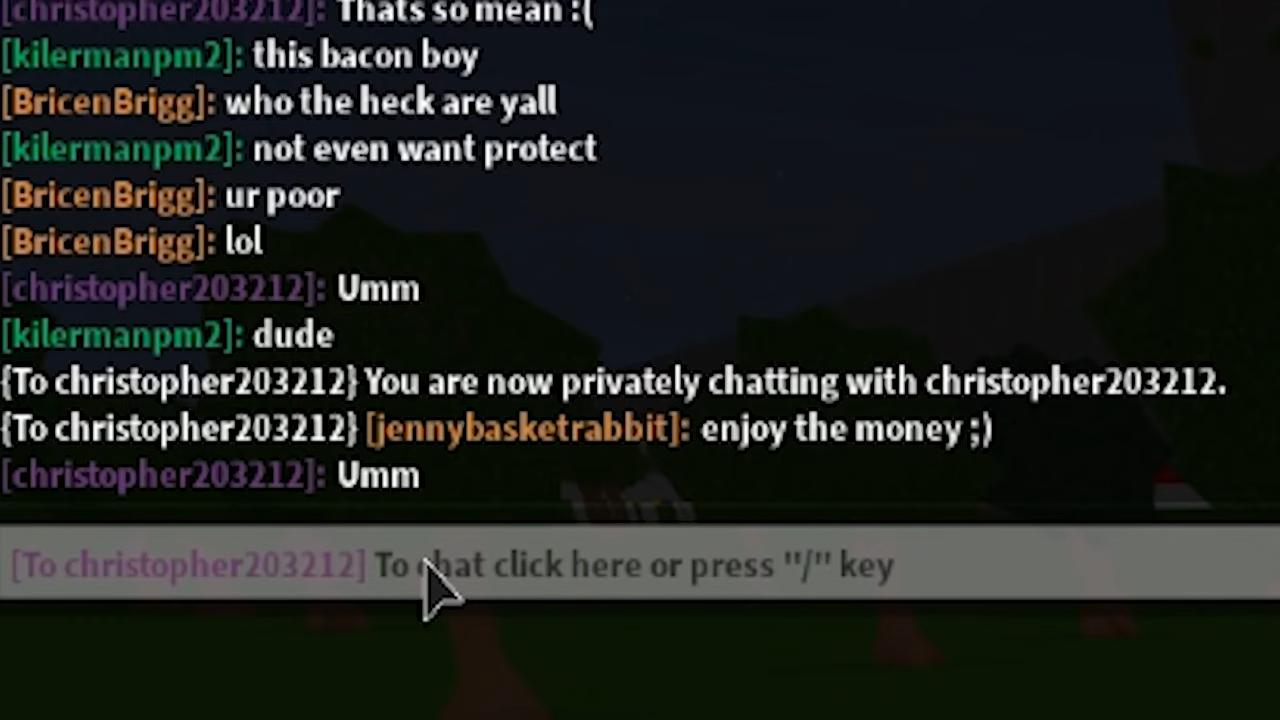 [christopher203212]: Thats so mean :(
[kilermanpm2]: this bacon boy
[BricenBrigg]: who the heck are yall
[kilermanpm2]: not even want protect
[BricenBrigg]: ur poor
[BricenBrigg]: lol
[christopher203212]: Umm
[kilermanpm2]: dude
{To christopher203212} You are now privately chatting with christopher203212.
{To christopher203212} [jennybasketrabbit]: enjoy the money ;)
[christopher203212]: Umm
[To christopher203212] To chat click here or press "/" key